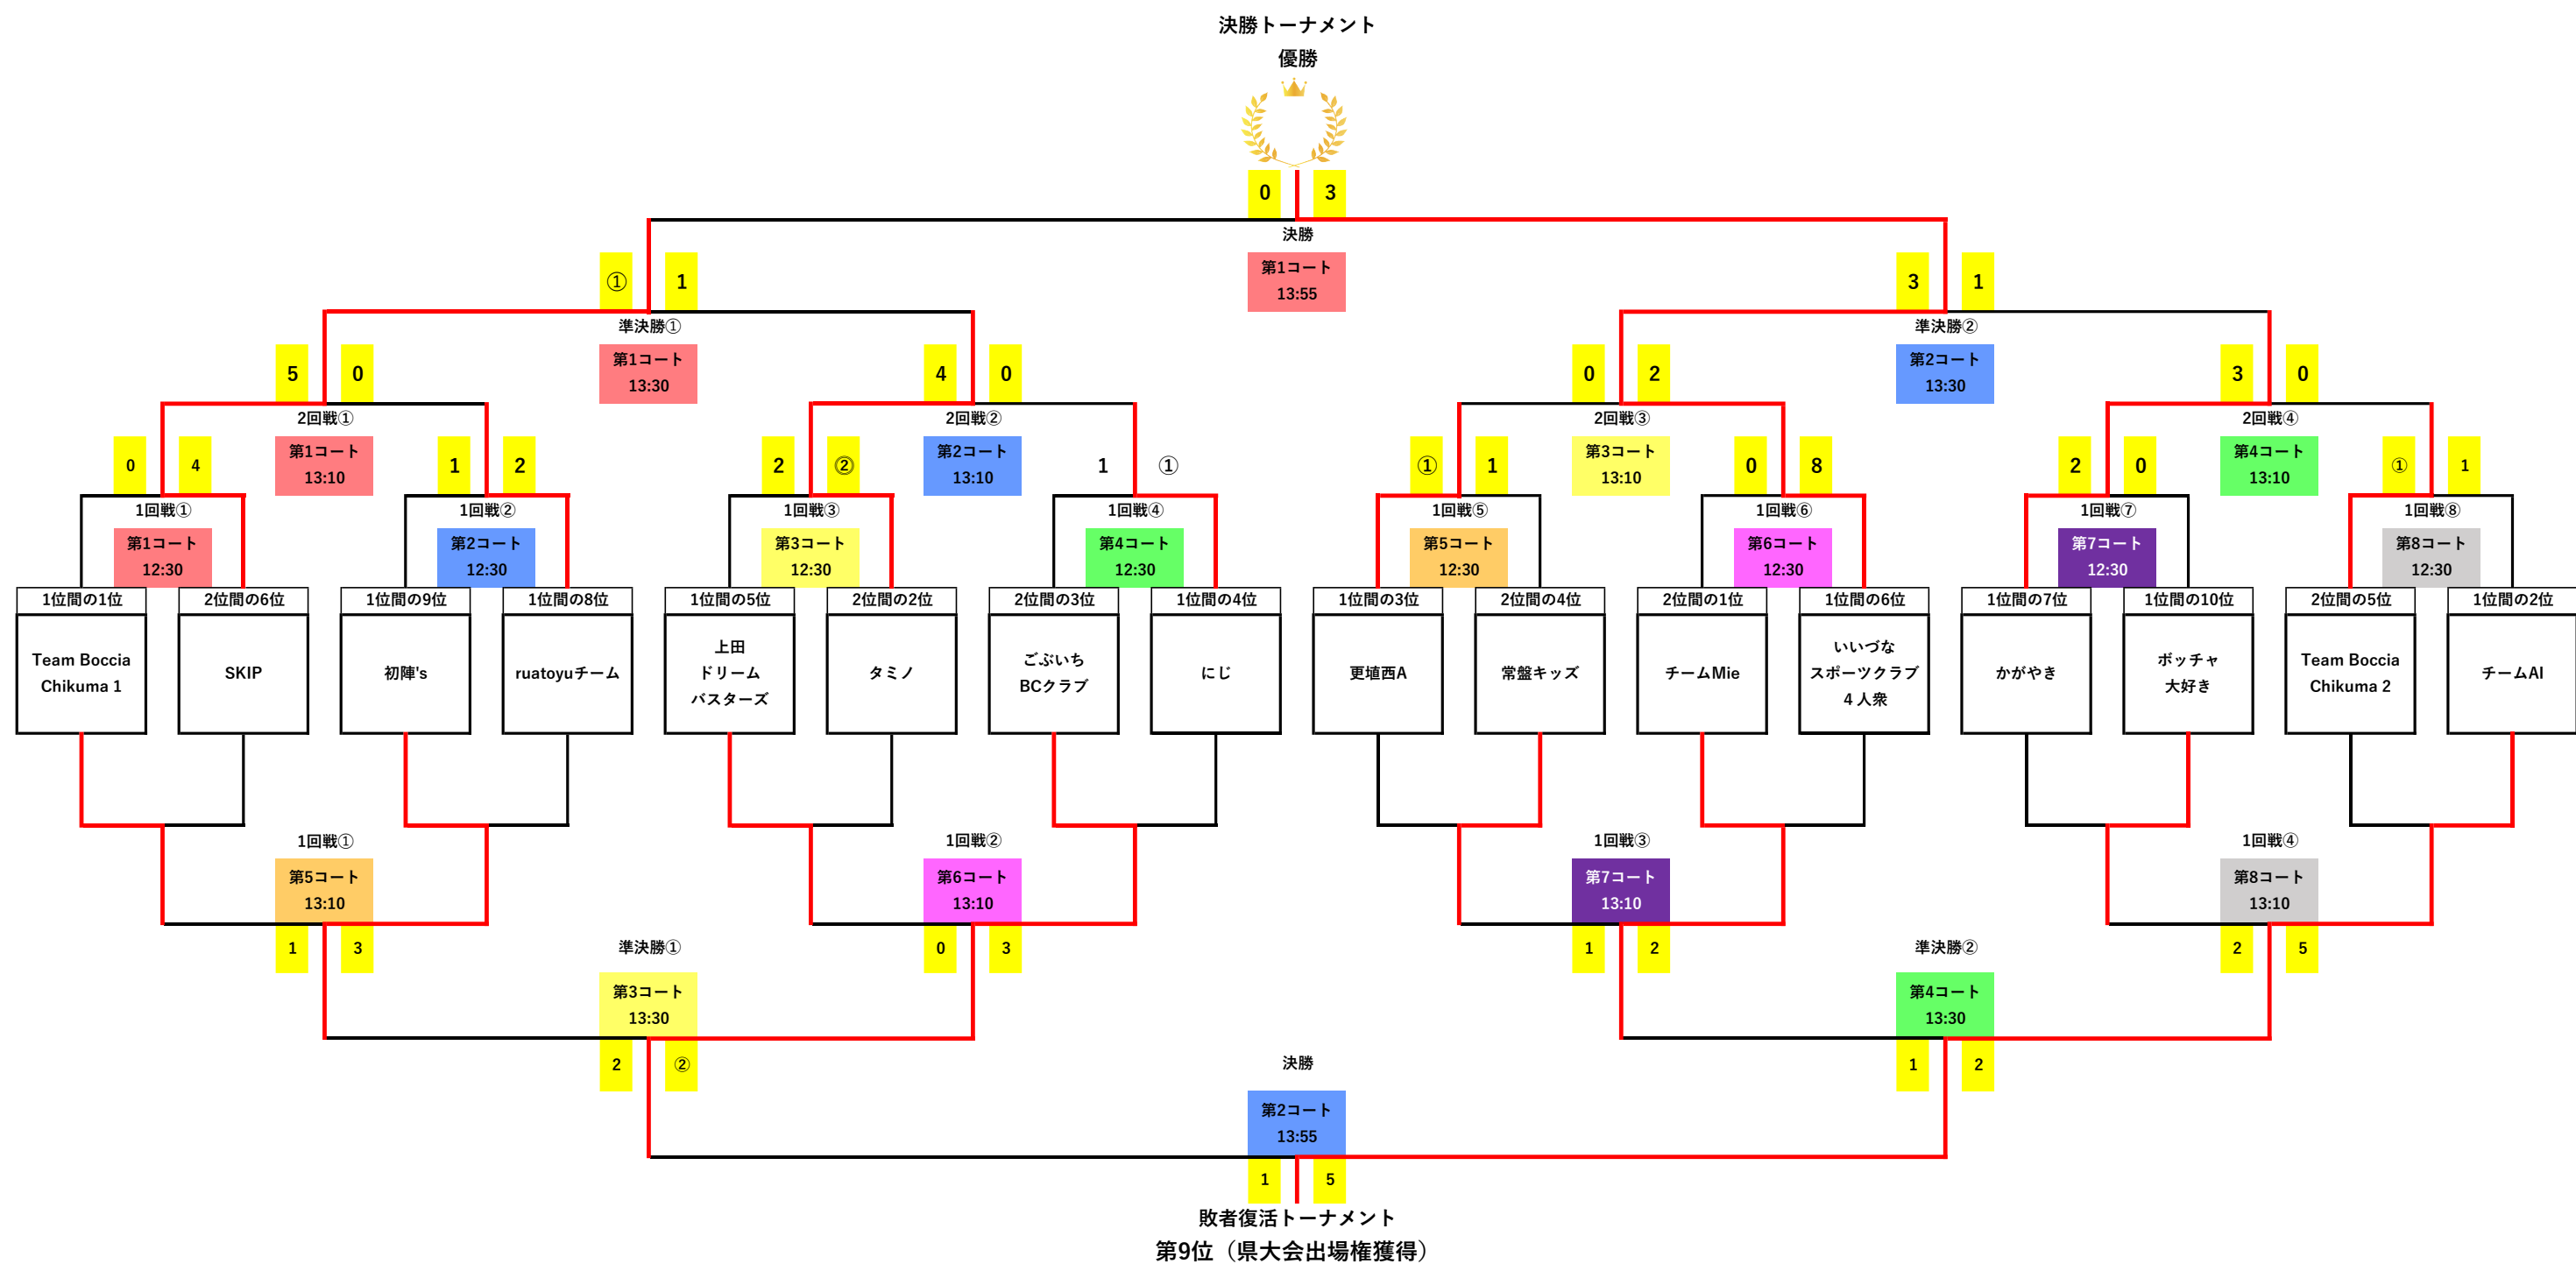 決勝トーナメント
優勝
0 3
決勝
① 1
第1コート
13:55
3 1
準決勝①
準決勝②
5 0
第1コート
13:30
4 0
0 2
第2コート
13:30
3 0
2回戦①
2回戦②
2回戦③
2回戦④
0 4
第1コート
13:10
1 2
2 ②
第2コート
13:10
1 ①
① 1
第3コート
13:10
0 8
2 0
第4コート
13:10
① 1
1回戦①
1回戦②
1回戦③
1回戦④
1回戦⑤
1回戦⑥
1回戦⑦
1回戦⑧
第1コート
12:30
第2コート
12:30
第3コート
12:30
第4コート
12:30
第5コート
12:30
第6コート
12:30
第7コート
12:30
第8コート
12:30
1位間の1位
2位間の6位
1位間の9位
1位間の8位
1位間の5位
2位間の2位
2位間の3位
1位間の4位
1位間の3位
2位間の4位
2位間の1位
1位間の6位
1位間の7位
1位間の10位
2位間の5位
1位間の2位
Team Boccia
Chikuma 1
SKIP
初陣's
ruatoyuチーム
上田
ドリーム
バスターズ
タミノ
ごぶいち
BCクラブ
にじ
更埴西A
常盤キッズ
チームMie
いいづな
スポーツクラブ
４人衆
かがやき
ボッチャ
大好き
Team Boccia
Chikuma 2
チームAI
1回戦①
1回戦②
1回戦③
1回戦④
第5コート
13:10
第6コート
13:10
第7コート
13:10
第8コート
13:10
1 3
準決勝①
0 3
1 2
準決勝②
2 5
第3コート
13:30
第4コート
13:30
2 ②
決勝
1 2
第2コート
13:55
1 5
敗者復活トーナメント
第9位（県大会出場権獲得）